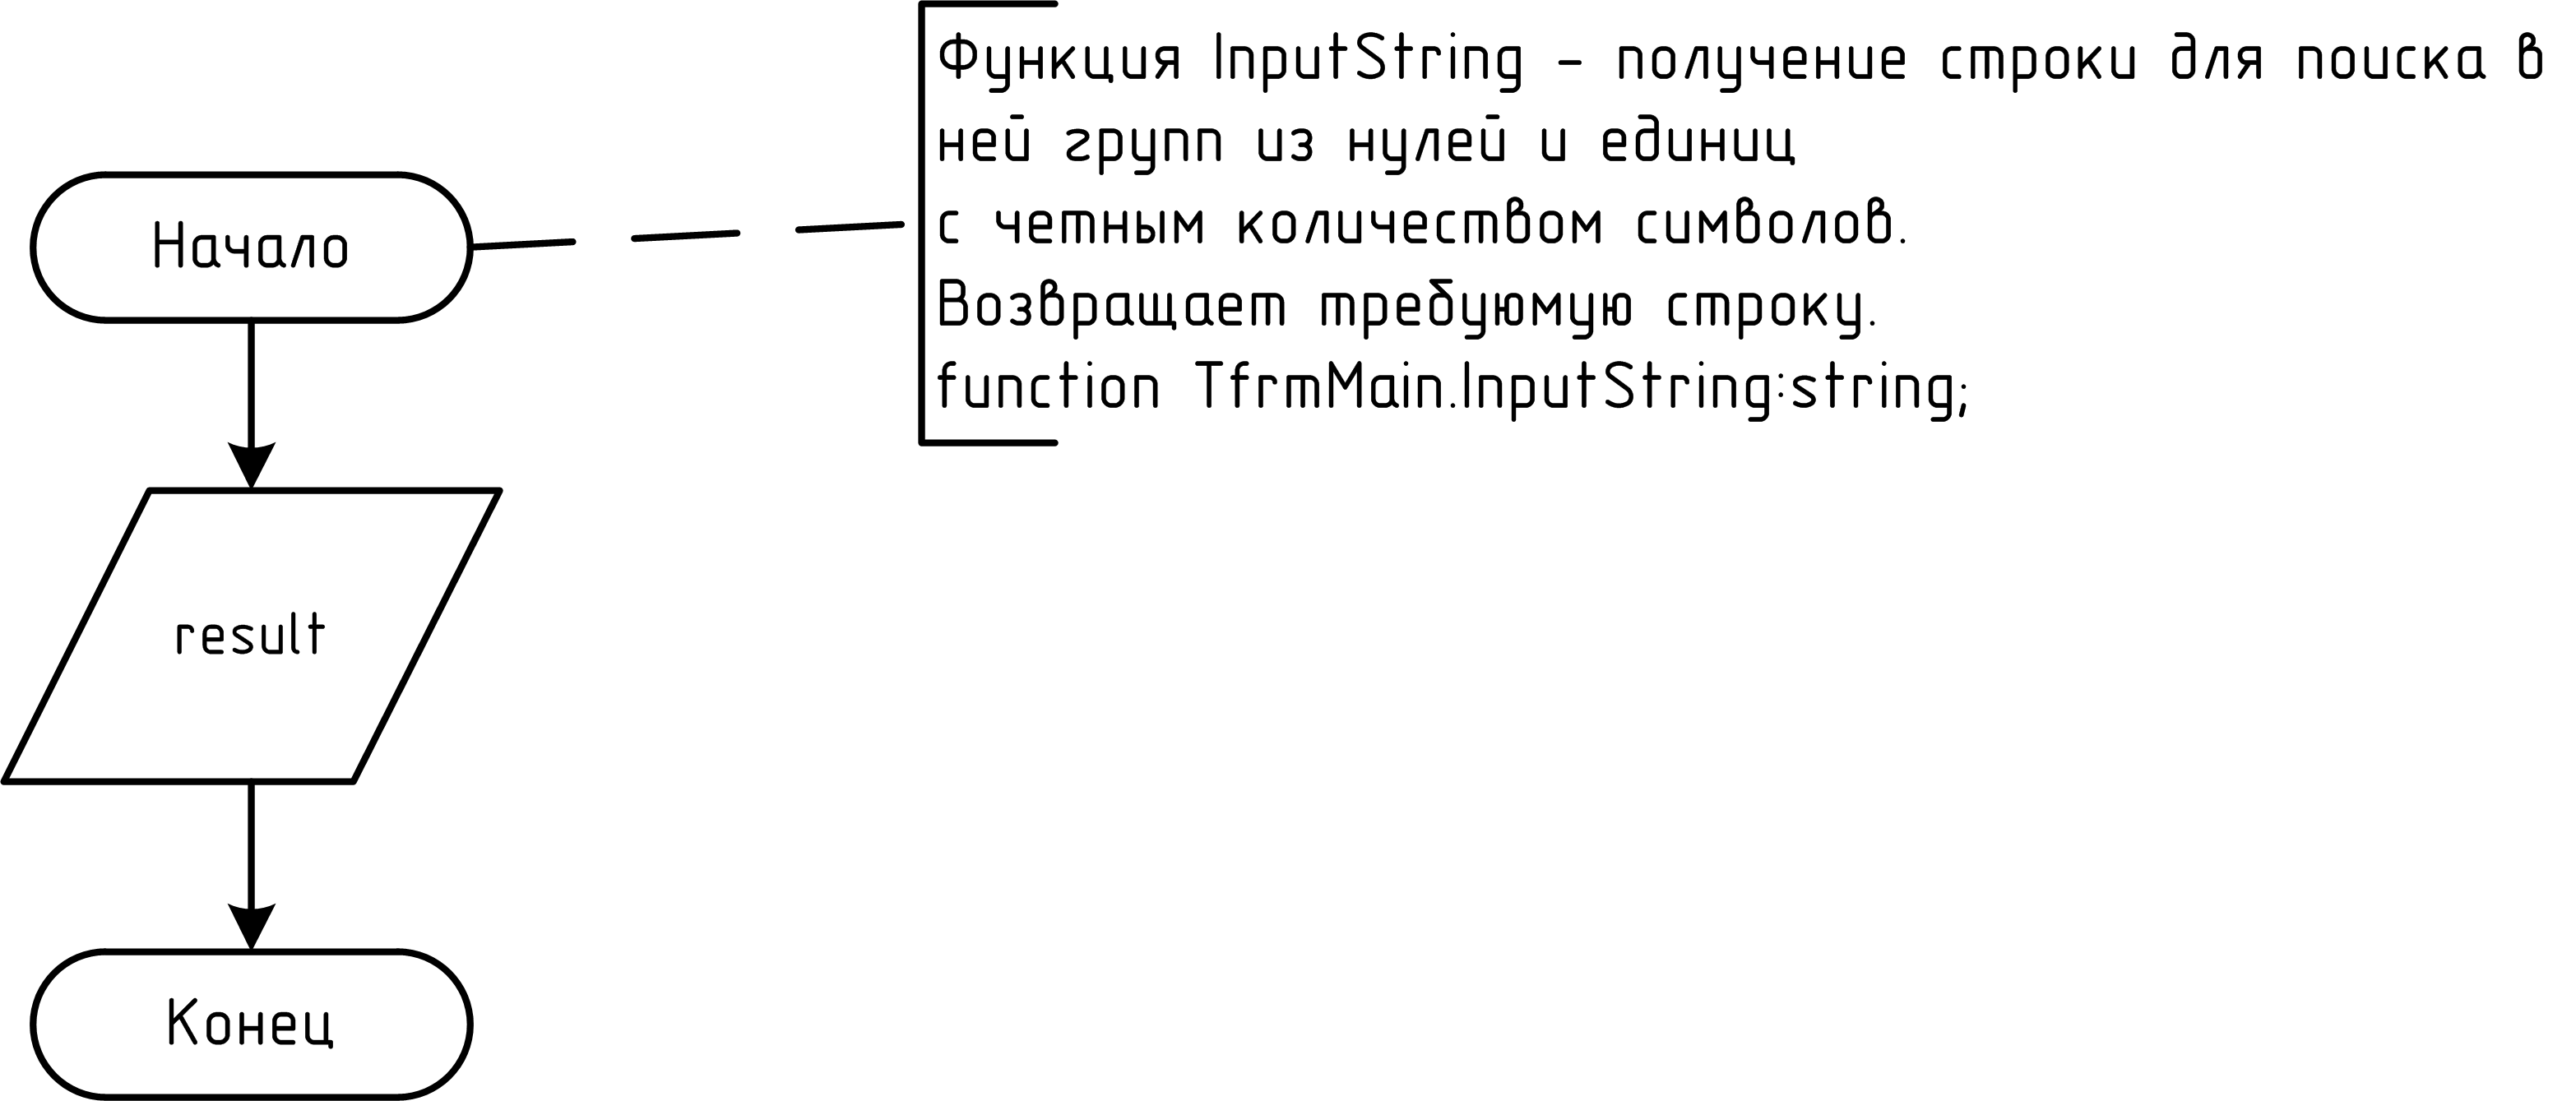 Функция InputString - получение строки для поиска в
ней групп из нулей и единиц
с четным количеством символов.
Возвращает требуюмую строку.
function TfrmMain.InputString:string;
Начало
result
Конец